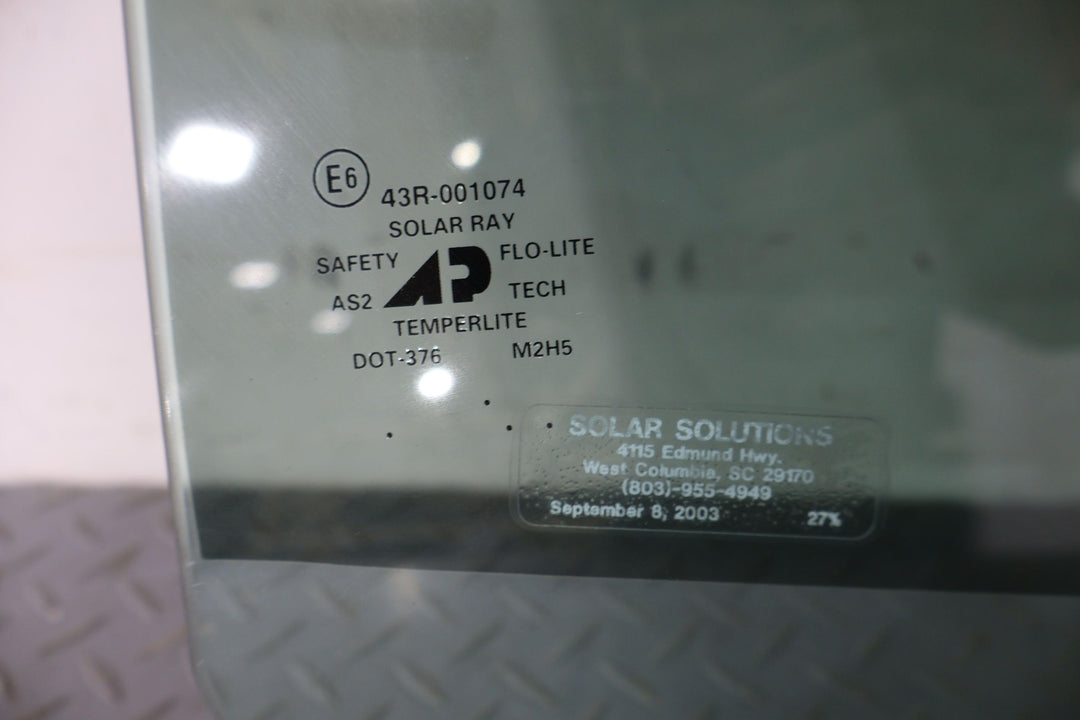 E6 43R-001074
SOLAR RAY
SAFETY AP FLO-LITE
AS2 TECH
TEMPERLITE
DOT-376 M2H5
SOLAR SOLUTIONS
4115 Edmund Hwy.
West Columbia, SC 29170
(803)-955-4949
September 8, 2003 27%